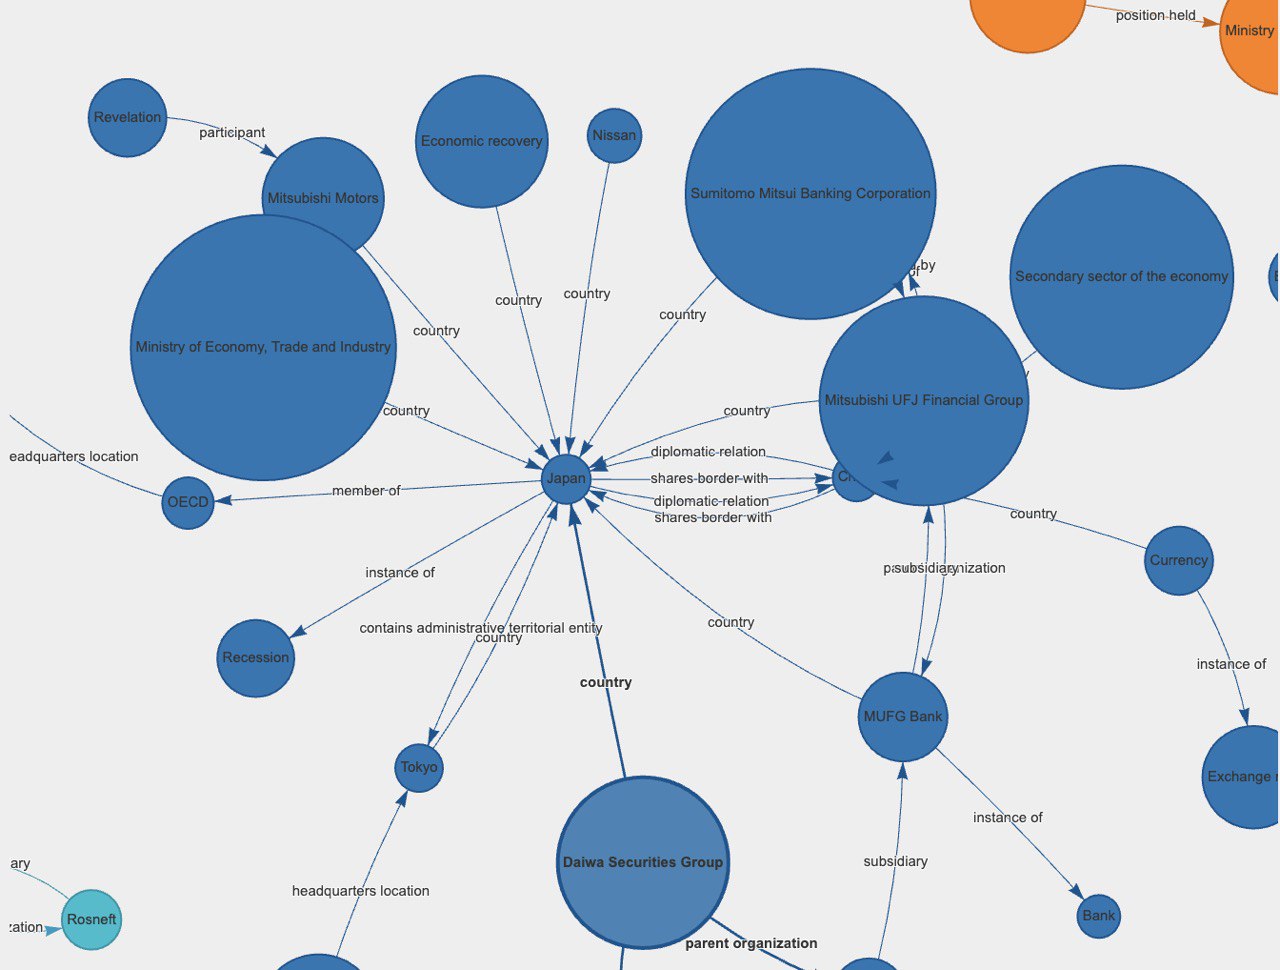 position held
Ministry
Revelation
participant
Economic recovery
Nissan
Mitsubishi Motors
Sumitomo Mitsui Banking Corporation
by
of
Secondary sector of the economy
country
country
country
country
Ministry of Economy, Trade and Industry
country
Mitsubishi UFJ Financial Group
country
diplomatic relation
eadquarters location
Japan
shares border with
member of
OECD
diplomatic relation
shares border with
country
Currency
instance of
subsidiary
country
contains administrative territorial entity
country
Recession
instance of
country
MUFG Bank
Tokyo
Exchange
instance of
ary
Daiwa Securities Group
subsidiary
headquarters location
Bank
Rosneft
zation
parent organization